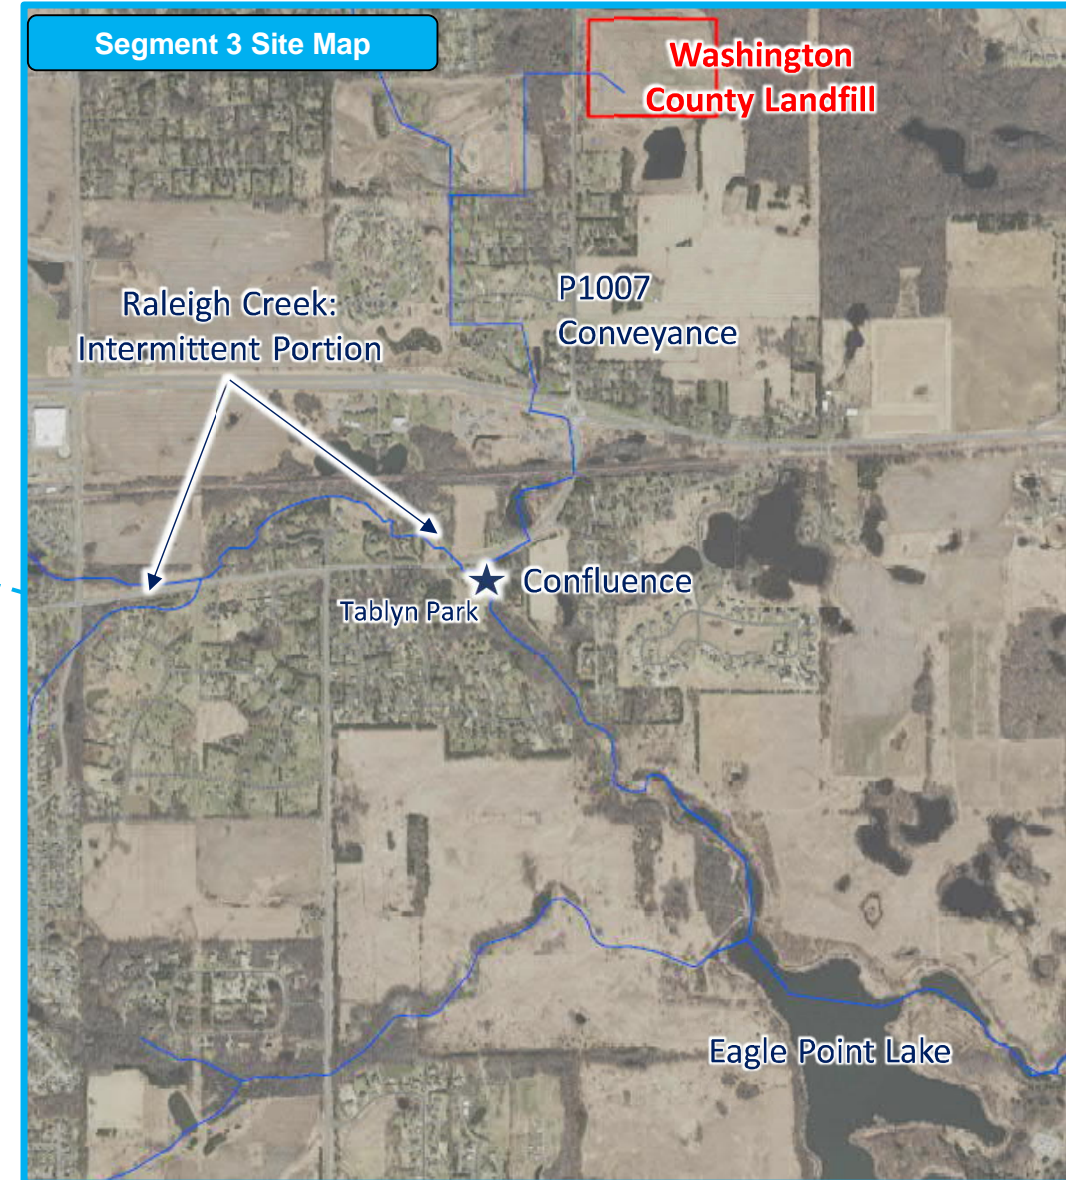 Segment 3 Site Map
Washington
County Landfill
P1007
Conveyance
Raleigh Creek:
Intermittent Portion
Confluence
Tablyn Park
Eagle Point Lake